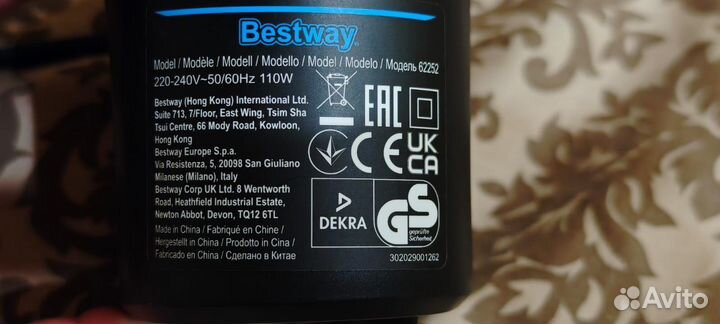 Bestway
Model / Modèle / Modell / Modello / Model / Modelo / Модель 62252
220-240V~50/60Hz 110W
Bestway (Hong Kong) International Ltd.
Suite 713, 7/Floor, East Wing, Tsim Sha
Tsui Centre, 66 Mody Road, Kowloon,
Hong Kong
Bestway Europe S.p.a.
Via Resistenza, 5, 20098 San Giuliano
Milanese (Milano), Italy
Bestway Corp UK Ltd. 8 Wentworth
Road, Heathfield Industrial Estate,
Newton Abbot, Devon, TQ12 6TL
Made in China / Fabriqué en Chine /
Hergestellt in China / Prodotto in Cina /
Fabricado en China / Сделано в Китае
EAC
CE
UK
CA
DEKRA
GS
geprüfte
Sicherheit
302029001262
Avito